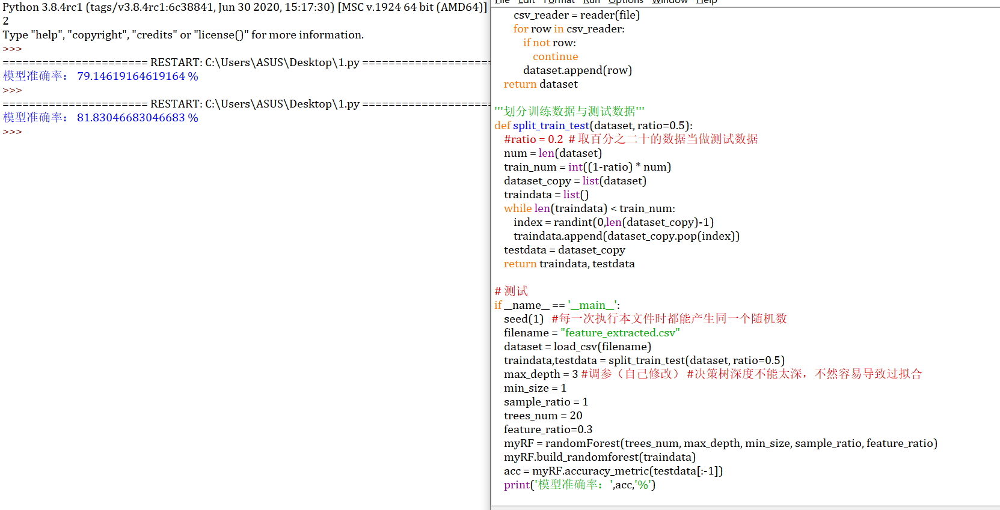 Python 3.8.4rc1 (tags/v3.8.4rc1:6c38841, Jun 30 2020, 15:17:30) [MSC v.1924 64 bit (AMD64)]
2
Type "help", "copyright", "credits" or "license()" for more information.
>>>
====================== RESTART: C:\Users\ASUS\Desktop\1.py ====================
模型准确率： 79.14619164619164 %
>>>
====================== RESTART: C:\Users\ASUS\Desktop\1.py ====================
模型准确率： 81.83046683046683 %
>>>
File Edit Format Run Options Window Help
csv_reader = reader(file)
for row in csv_reader:
if not row:
continue
dataset.append(row)
return dataset
'''划分训练数据与测试数据'''
def split_train_test(dataset, ratio=0.5):
#ratio = 0.2 # 取百分之二十的数据当做测试数据
num = len(dataset)
train_num = int((1-ratio) * num)
dataset_copy = list(dataset)
traindata = list()
while len(traindata) < train_num:
index = randint(0,len(dataset_copy)-1)
traindata.append(dataset_copy.pop(index))
testdata = dataset_copy
return traindata, testdata
# 测试
if __name__ == '__main__':
seed(1) #每一次执行本文件时都能产生同一个随机数
filename = "feature_extracted.csv"
dataset = load_csv(filename)
traindata,testdata = split_train_test(dataset, ratio=0.5)
max_depth = 3 #调参（自己修改） #决策树深度不能太深，不然容易导致过拟合
min_size = 1
sample_ratio = 1
trees_num = 20
feature_ratio=0.3
myRF = randomForest(trees_num, max_depth, min_size, sample_ratio, feature_ratio)
myRF.build_randomforest(traindata)
acc = myRF.accuracy_metric(testdata[:-1])
print('模型准确率：',acc,'%')